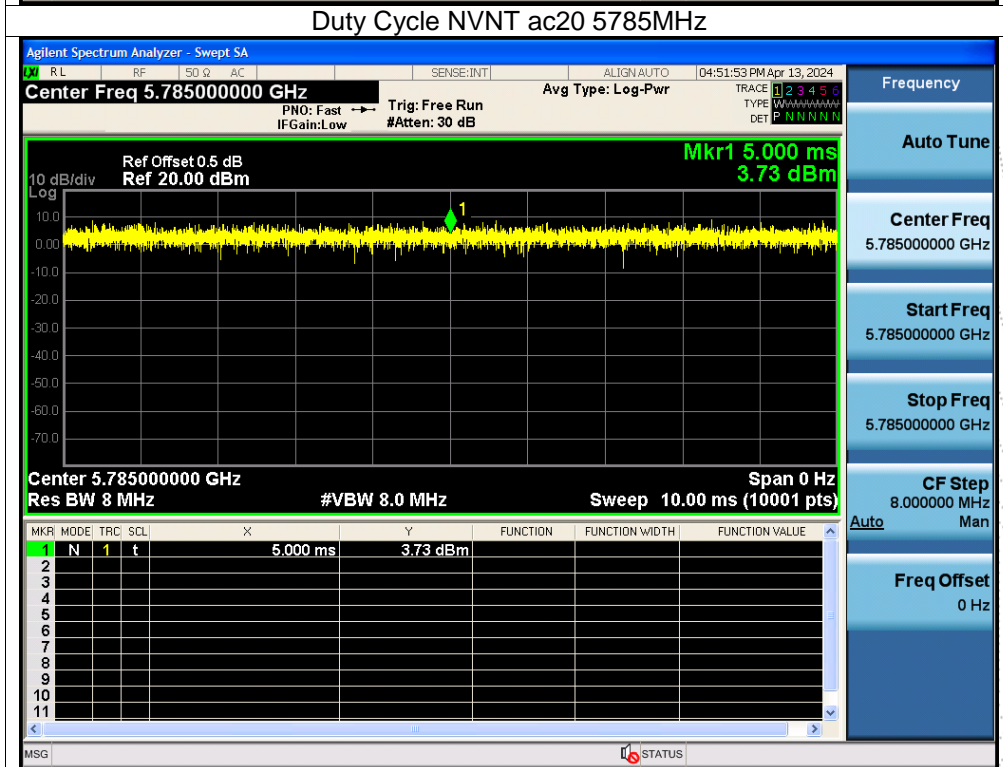 Duty Cycle NVNT ac20 5785MHz
Agilent Spectrum Analyzer - Swept SA
LXI RL RF 50 Ω AC SENSE:INT ALIGN AUTO 04:51:53 PM Apr 13, 2024
Center Freq 5.785000000 GHz Avg Type: Log-Pwr TRACE 1 2 3 4 5 6
PNO: Fast Trig: Free Run TYPE WWWWWW
IFGain:Low #Atten: 30 dB DET P N N N N N
Mkr1 5.000 ms
3.73 dBm
Ref Offset 0.5 dB
10 dB/div Ref 20.00 dBm
Log
1
10.0
0.00
-10.0
-20.0
-30.0
-40.0
-50.0
-60.0
-70.0
Center 5.785000000 GHz Span 0 Hz
Res BW 8 MHz #VBW 8.0 MHz Sweep 10.00 ms (10001 pts)
MKR MODE TRC SCL X Y FUNCTION FUNCTION WIDTH FUNCTION VALUE
1 N 1 t 5.000 ms 3.73 dBm
2
3
4
5
6
7
8
9
10
11
MSG STATUS
Frequency
Auto Tune
Center Freq
5.785000000 GHz
Start Freq
5.785000000 GHz
Stop Freq
5.785000000 GHz
CF Step
8.000000 MHz
Auto Man
Freq Offset
0 Hz